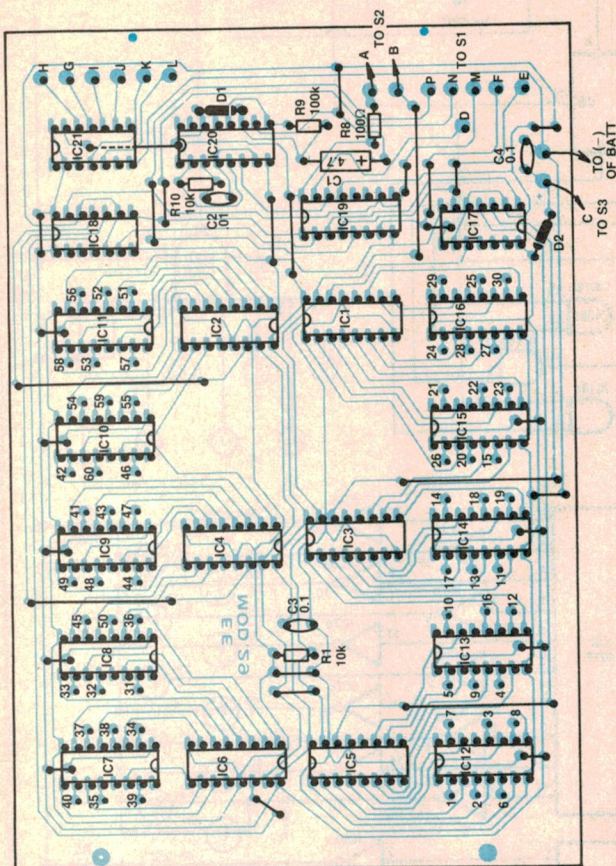 40
35
39
IC7
37
38
34
33
32
31
IC8
45
50
36
49
48
44
IC9
41
43
47
42
60
46
IC10
54
59
55
58
53
57
IC11
56
52
51
IC18
IC21
H
G
I
J
K
L
IC6
IC4
IC2
R10
10k
C2
.01
IC20
D1
MOD 29
EE
R1
10k
C3
0.1
R9
100k
IC5
IC3
IC1
IC19
C1
4.7
+
R8
100Ω
A
TO S2
B
1
2
6
IC12
7
3
8
5
9
4
IC13
10
16
12
17
13
11
IC14
14
18
19
26
20
15
IC15
21
22
23
24
28
27
IC16
29
25
30
IC17
D
P
N
M
TO S1
F
E
D2
C4
0.1
C
TO S3
TO (-)
OF BATT